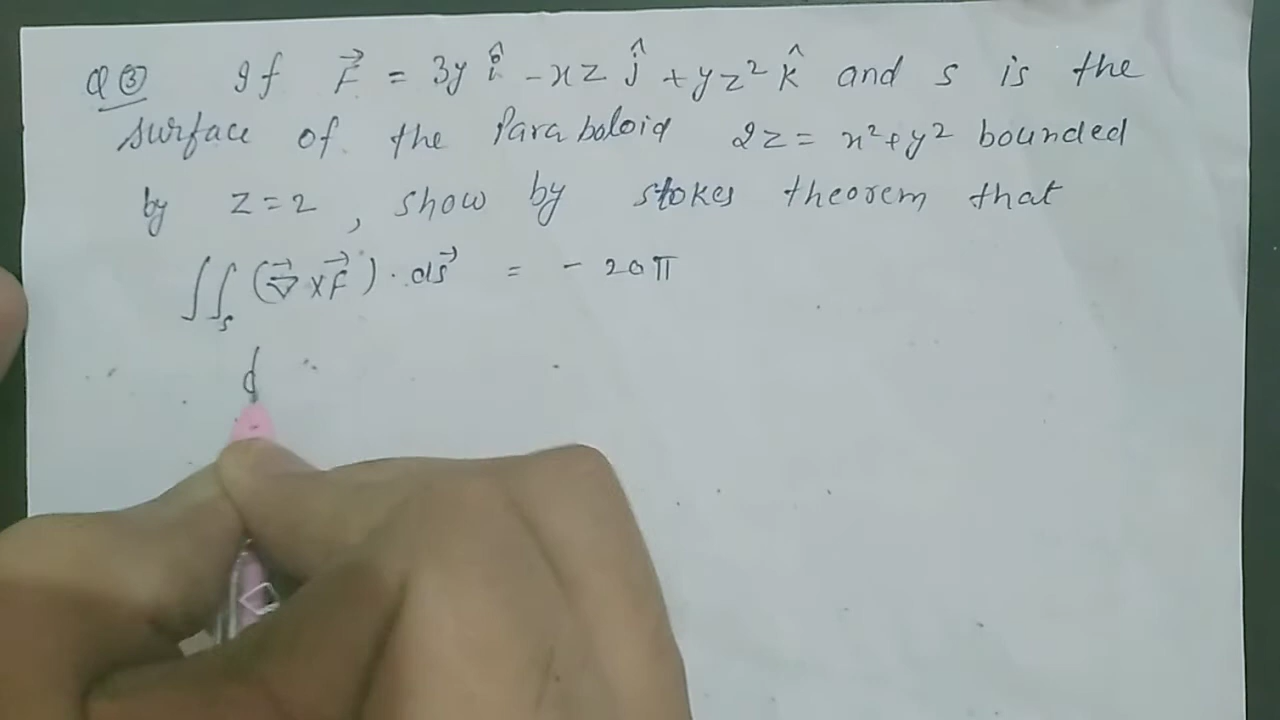 Q ③ If F⃗ = 3y î - xz ĵ + yz² k̂ and s is the
surface of the Paraboloid 2z = x² + y² bounded
by z = 2 , show by stokes theorem that
∬ₛ (∇⃗ × F⃗) · ds⃗ = - 20π
∮